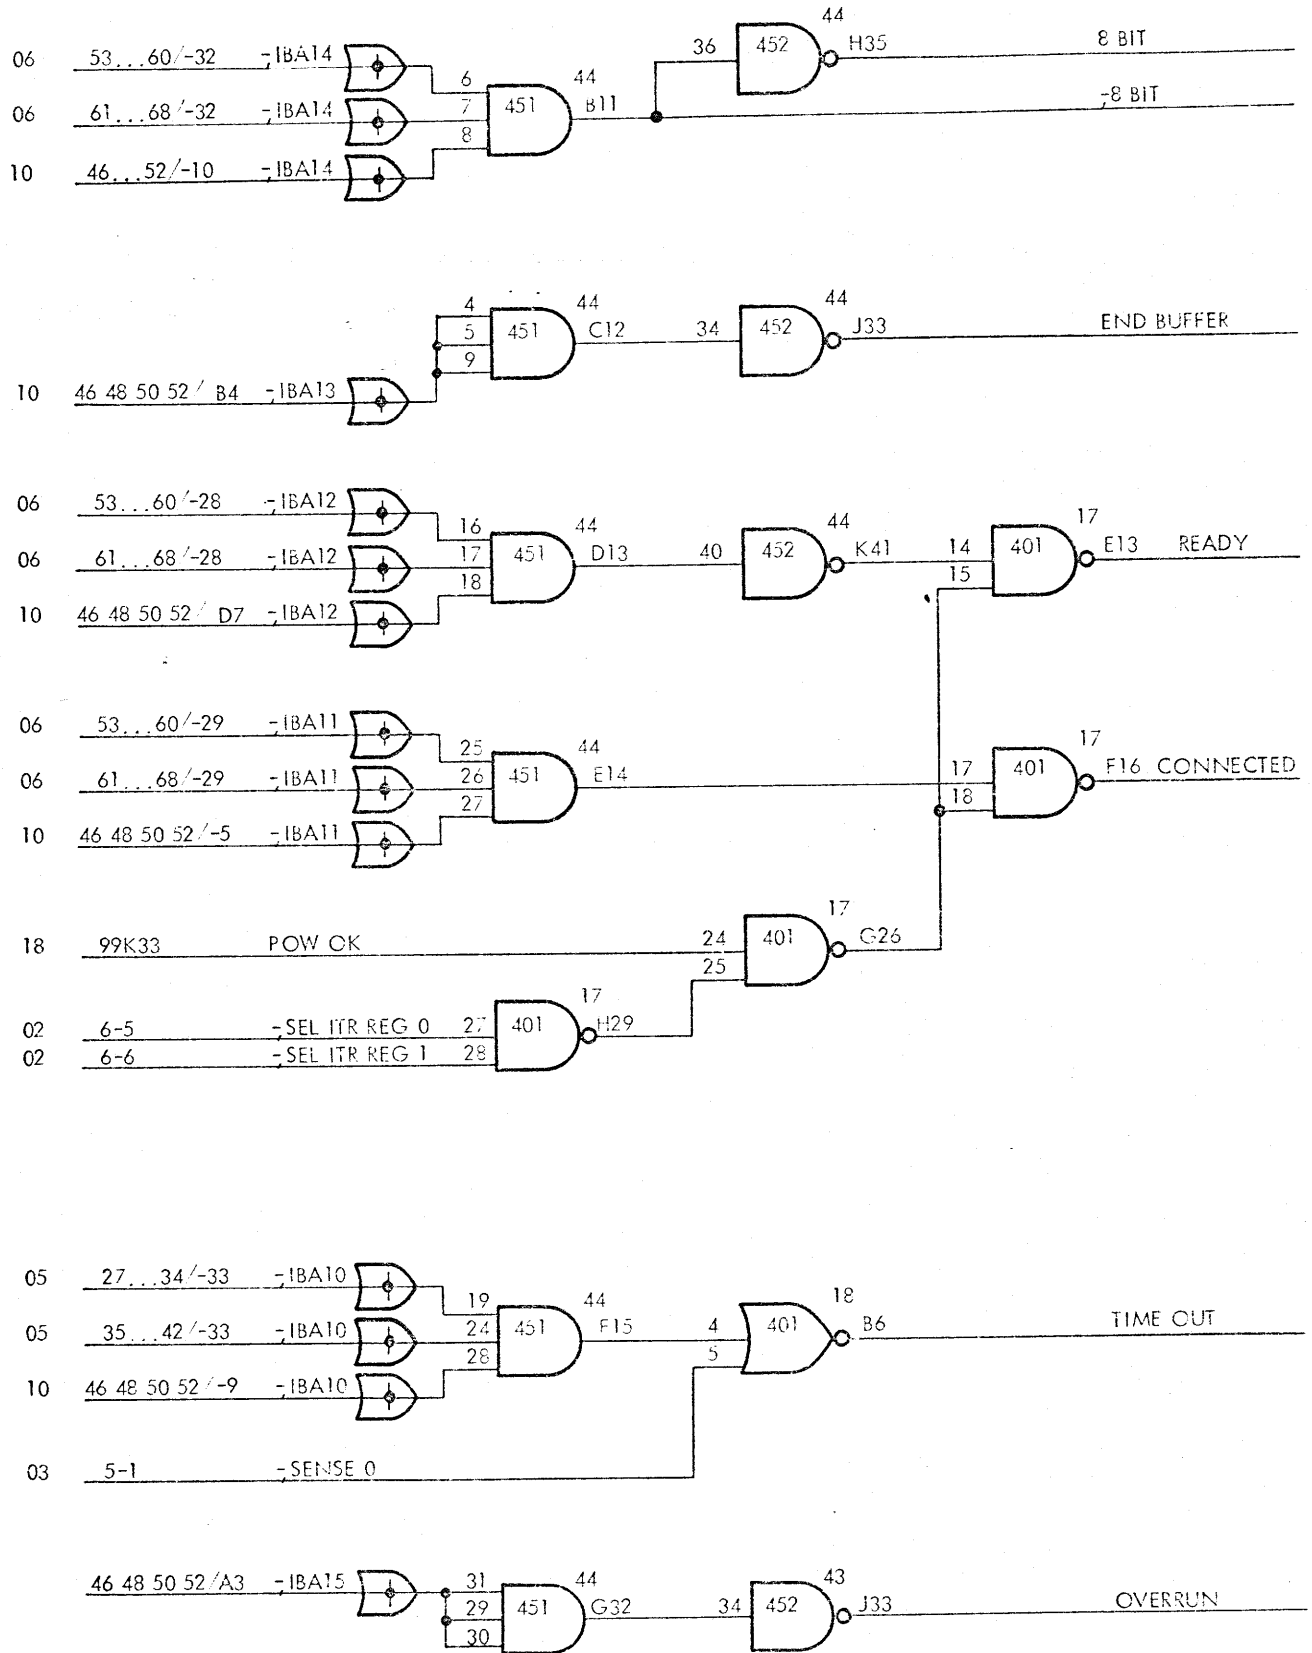 44
06 53...60/-32 -,IBA14 36 452 H35 8 BIT
6 44
06 61...68/-32 -,IBA14 7 451 B11 -,8 BIT
8
10 46...52/-10 -,IBA14
4 44 44
5 451 C12 34 452 J33 END BUFFER
9
10 46 48 50 52/ B4 -,IBA13
06 53...60/-28 -,IBA12
16 44 44 17
06 61...68/-28 -,IBA12 17 451 D13 40 452 K41 14 401 E13 READY
18 15
10 46 48 50 52/ D7 -,IBA12
06 53...60/-29 -,IBA11
25 44 17
06 61...68/-29 -,IBA11 26 451 E14 17 401 F16 CONNECTED
27 18
10 46 48 50 52/-5 -,IBA11
17
18 99K33 POW OK 24 401 G26
25
17
02 6-5 -,SEL ITR REG 0 27 401 H29
02 6-6 -,SEL ITR REG 1 28
05 27...34/-33 -,IBA10
19 44 18
05 35...42/-33 -,IBA10 24 451 F15 4 401 B6 TIME OUT
28 5
10 46 48 50 52/-9 -,IBA10
03 5-1 -,SENSE 0
44 43
46 48 50 52/A3 -,IBA15 31
29 451 G32 34 452 J33 OVERRUN
30